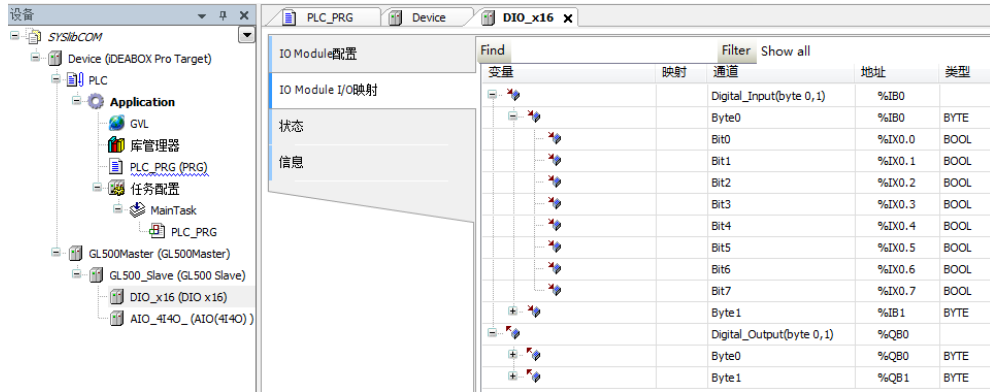 设备
SYSlibCOM
Device (iDEABOX Pro Target)
PLC
Application
GVL
库管理器
PLC_PRG (PRG)
任务配置
MainTask
PLC_PRG
GL500Master (GL500Master)
GL500_Slave (GL500 Slave)
DIO_x16 (DIO x16)
AIO_4I4O_ (AIO(4I4O))
PLC_PRG Device DIO_x16
IO Module配置
IO Module I/O映射
状态
信息
Find Filter Show all
变量 映射 通道 地址 类型
Digital_Input(byte 0,1) %IB0
Byte0 %IB0 BYTE
Bit0 %IX0.0 BOOL
Bit1 %IX0.1 BOOL
Bit2 %IX0.2 BOOL
Bit3 %IX0.3 BOOL
Bit4 %IX0.4 BOOL
Bit5 %IX0.5 BOOL
Bit6 %IX0.6 BOOL
Bit7 %IX0.7 BOOL
Byte1 %IB1 BYTE
Digital_Output(byte 0,1) %QB0
Byte0 %QB0 BYTE
Byte1 %QB1 BYTE